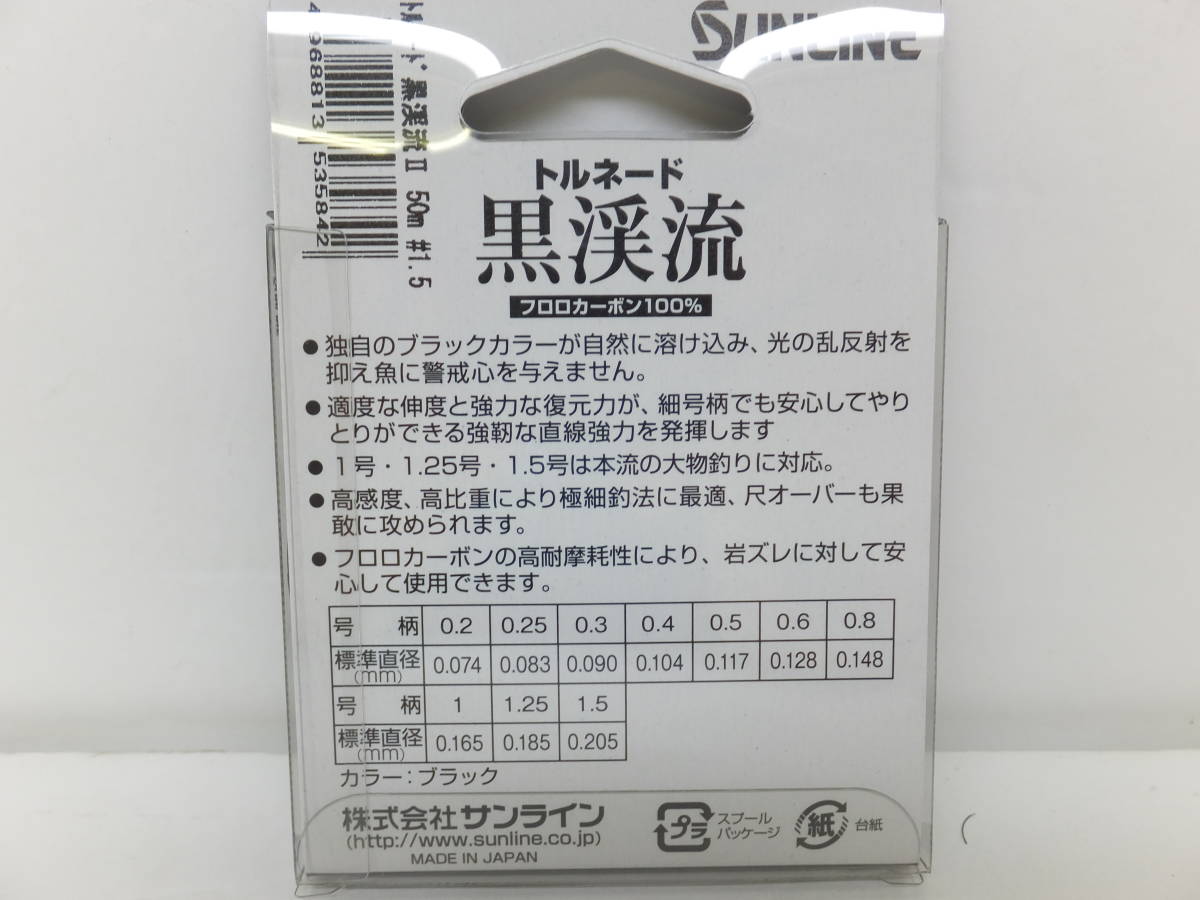 SUNLINE
4 968813 535842
トルネード 黒渓流Ⅱ 50m #1.5
トルネード
黒渓流
フロロカーボン100%
● 独自のブラックカラーが自然に溶け込み、光の乱反射を
抑え魚に警戒心を与えません。
● 適度な伸度と強力な復元力が、細号柄でも安心してやり
とりができる強靭な直線強力を発揮します
● 1号・1.25号・1.5号は本流の大物釣りに対応。
● 高感度、高比重により極細釣法に最適、尺オーバーも果
敢に攻められます。
● フロロカーボンの高耐摩耗性により、岩ズレに対して安
心して使用できます。
号 柄 0.2 0.25 0.3 0.4 0.5 0.6 0.8
標準直径(mm) 0.074 0.083 0.090 0.104 0.117 0.128 0.148
号 柄 1 1.25 1.5
標準直径(mm) 0.165 0.185 0.205
カラー：ブラック
株式会社サンライン
(http://www.sunline.co.jp)
MADE IN JAPAN
プラ スプール
パッケージ
紙 台紙